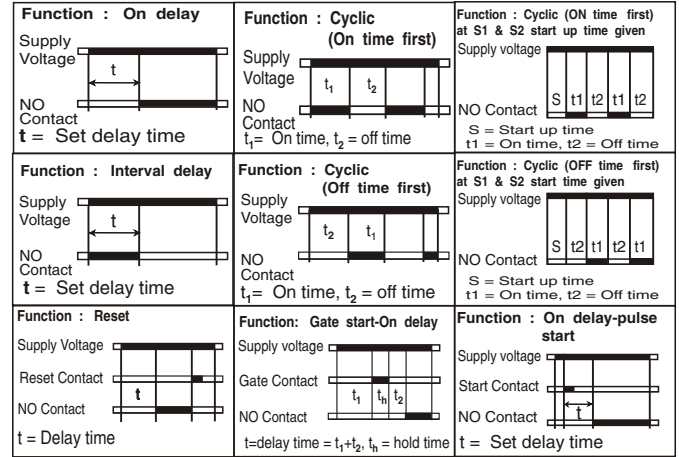 Function : On delay
Supply
Voltage
t
NO
Contact
t = Set delay time
Function : Cyclic
(On time first)
Supply
Voltage
t1 t2
NO
Contact
t1= On time, t2 = off time
Function : Cyclic (ON time first)
at S1 & S2 start up time given
Supply voltage
S t1 t2 t1 t2
NO Contact
S = Start up time
t1 = On time, t2 = Off time
Function : Interval delay
Supply
Voltage
t
NO
Contact
t = Set delay time
Function : Cyclic
(Off time first)
Supply
Voltage
t2 t1
NO
Contact
t1= On time, t2 = off time
Function : Cyclic (OFF time first)
at S1 & S2 start time given
Supply voltage
S t2 t1 t2 t1
NO Contact
S = Start up time
t1 = On time, t2 = Off time
Function : Reset
Supply Voltage
Reset Contact
t
NO Contact
t = Delay time
Function: Gate start-On delay
Supply voltage
Gate Contact
t1 th t2
NO Contact
t=delay time = t1+t2, th = hold time
Function : On delay-pulse
start
Supply voltage
Start Contact
t
NO Contact
t = Set delay time